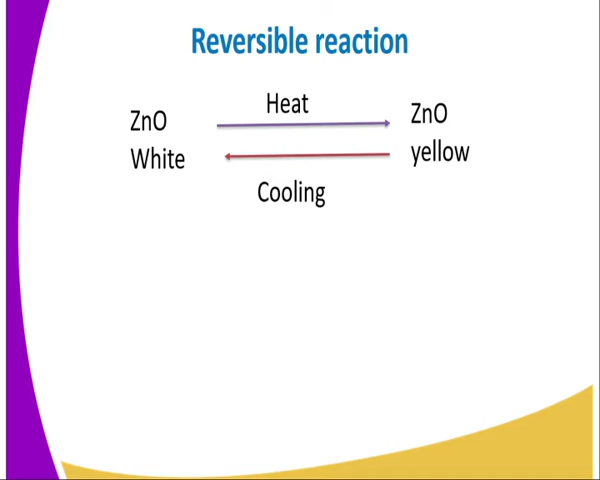 Reversible reaction
Heat
ZnO
ZnO
White
yellow
Cooling